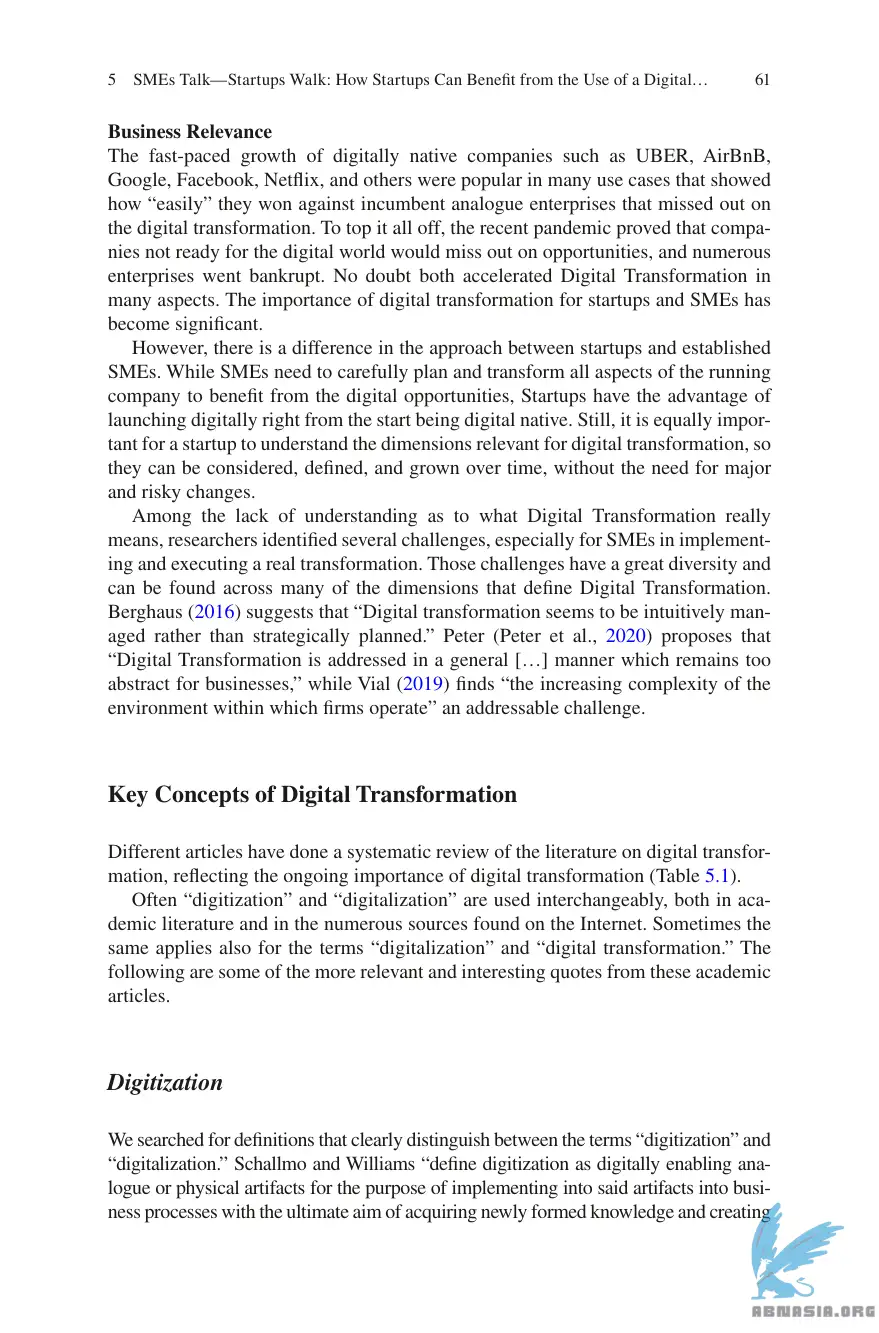 5 SMEs Talk—Startups Walk: How Startups Can Benefit from the Use of a Digital… 61
Business Relevance
The fast-paced growth of digitally native companies such as UBER, AirBnB,
Google, Facebook, Netflix, and others were popular in many use cases that showed
how “easily” they won against incumbent analogue enterprises that missed out on
the digital transformation. To top it all off, the recent pandemic proved that compa-
nies not ready for the digital world would miss out on opportunities, and numerous
enterprises went bankrupt. No doubt both accelerated Digital Transformation in
many aspects. The importance of digital transformation for startups and SMEs has
become significant.
However, there is a difference in the approach between startups and established
SMEs. While SMEs need to carefully plan and transform all aspects of the running
company to benefit from the digital opportunities, Startups have the advantage of
launching digitally right from the start being digital native. Still, it is equally impor-
tant for a startup to understand the dimensions relevant for digital transformation, so
they can be considered, defined, and grown over time, without the need for major
and risky changes.
Among the lack of understanding as to what Digital Transformation really
means, researchers identified several challenges, especially for SMEs in implement-
ing and executing a real transformation. Those challenges have a great diversity and
can be found across many of the dimensions that define Digital Transformation.
Berghaus (2016) suggests that “Digital transformation seems to be intuitively man-
aged rather than strategically planned.” Peter (Peter et al., 2020) proposes that
“Digital Transformation is addressed in a general […] manner which remains too
abstract for businesses,” while Vial (2019) finds “the increasing complexity of the
environment within which firms operate” an addressable challenge.
Key Concepts of Digital Transformation
Different articles have done a systematic review of the literature on digital transfor-
mation, reflecting the ongoing importance of digital transformation (Table 5.1).
Often “digitization” and “digitalization” are used interchangeably, both in aca-
demic literature and in the numerous sources found on the Internet. Sometimes the
same applies also for the terms “digitalization” and “digital transformation.” The
following are some of the more relevant and interesting quotes from these academic
articles.
Digitization
We searched for definitions that clearly distinguish between the terms “digitization” and
“digitalization.” Schallmo and Williams “define digitization as digitally enabling ana-
logue or physical artifacts for the purpose of implementing into said artifacts into busi-
ness processes with the ultimate aim of acquiring newly formed knowledge and creating
ABNASIA.ORG